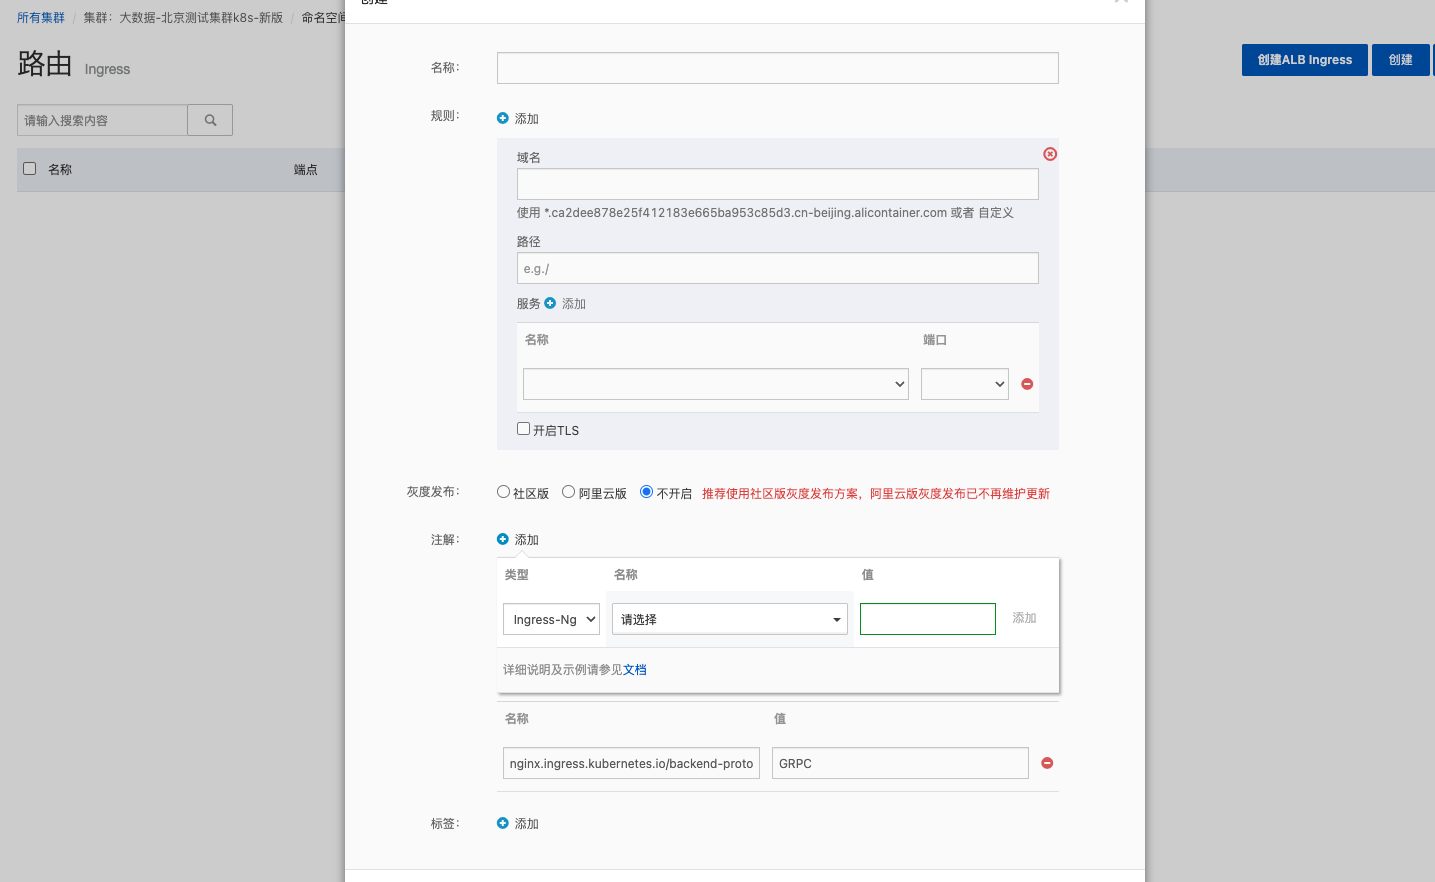 所有集群 / 集群：大数据-北京测试集群k8s-新版 / 命名空间
路由 Ingress
创建ALB Ingress
创建
请输入搜索内容
名称
端点
创建
名称：
规则：
添加
域名
使用 *.ca2dee878e25f412183e665ba953c85d3.cn-beijing.alicontainer.com 或者 自定义
路径
e.g./
服务 添加
名称 端口
开启TLS
灰度发布：
社区版 阿里云版 不开启 推荐使用社区版灰度发布方案，阿里云版灰度发布已不再维护更新
注解：
添加
类型 名称 值
Ingress-Ng 请选择 添加
详细说明及示例请参见文档
名称 值
nginx.ingress.kubernetes.io/backend-proto GRPC
标签：
添加